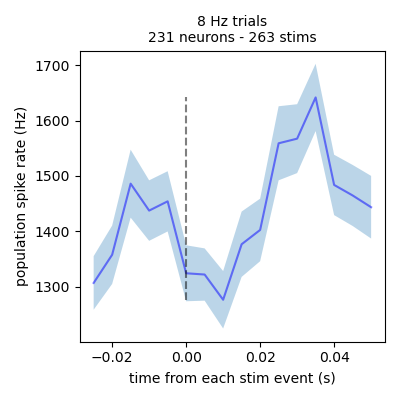 8 Hz trials
231 neurons - 263 stims
population spike rate (Hz)
1700
1600
1500
1400
1300
−0.02 0.00 0.02 0.04
time from each stim event (s)